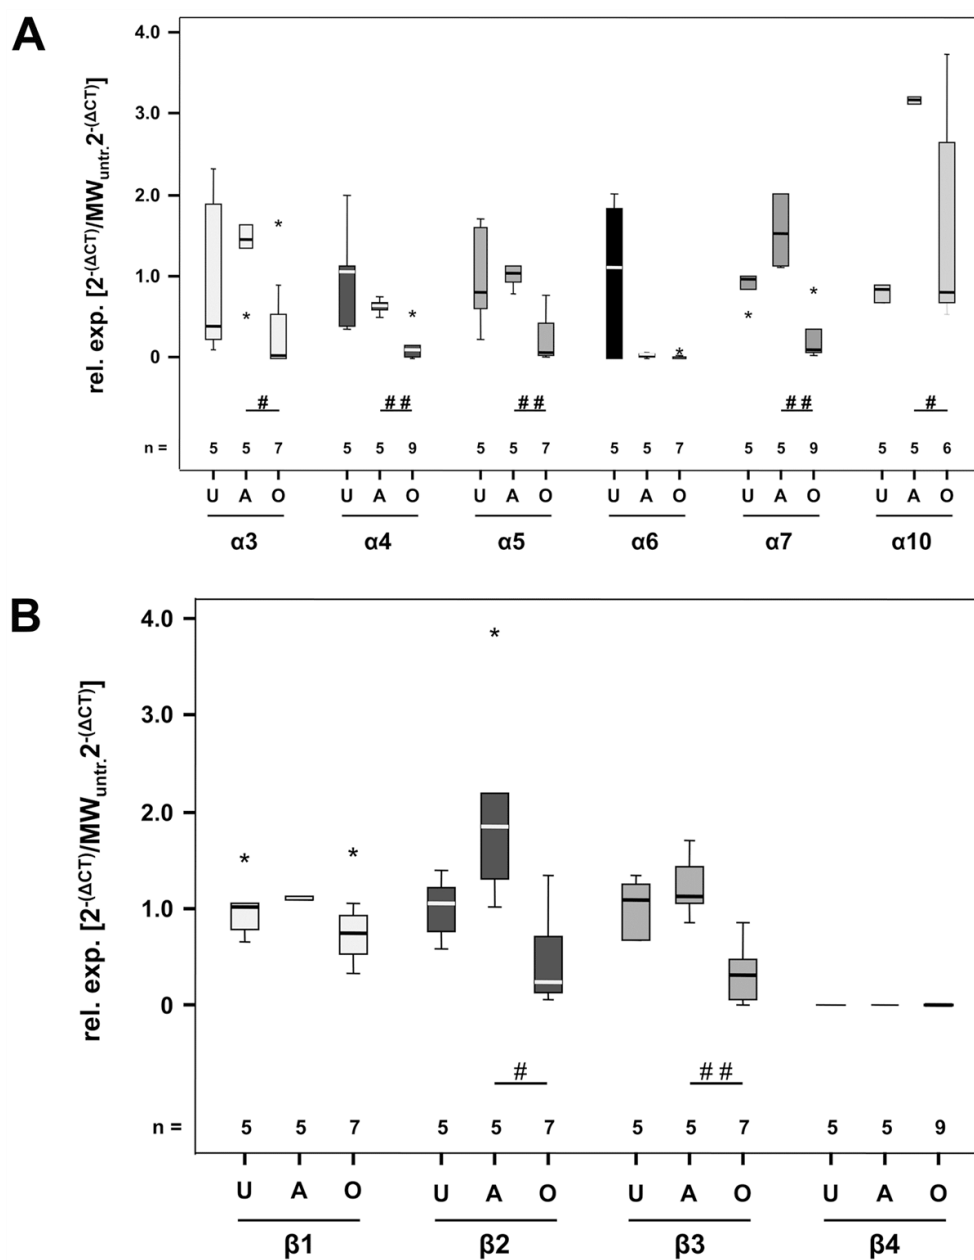 A
rel. exp. [2-(ΔCT)/MWuntr.2-(ΔCT)]
4.0
3.0
2.0
1.0
0
* * * * * *
# # # # # # # #
n = 5 5 7 5 5 9 5 5 7 5 5 7 5 5 9 5 5 6
U A O U A O U A O U A O U A O U A O
α3 α4 α5 α6 α7 α10
B
rel. exp. [2-(ΔCT)/MWuntr.2-(ΔCT)]
4.0
3.0
2.0
1.0
0
* * *
# # #
n = 5 5 7 5 5 7 5 5 7 5 5 9
U A O U A O U A O U A O
β1 β2 β3 β4